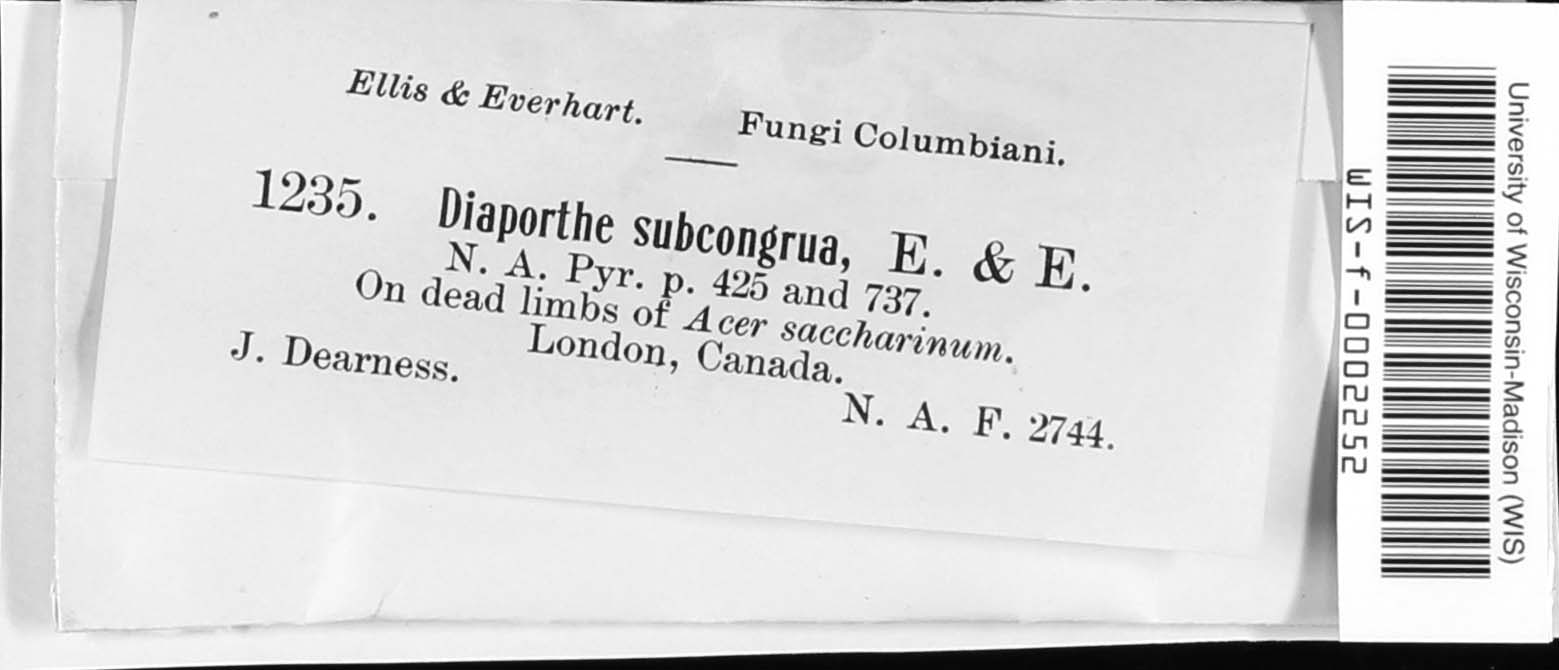 Ellis & Everhart. Fungi Columbiani.
1235. Diaporthe subcongrua, E. & E.
N. A. Pyr. p. 425 and 737.
On dead limbs of Acer saccharinum.
London, Canada.
J. Dearness.
N. A. F. 2744.
University of Wisconsin-Madison (WIS)
WIS-f-0002252